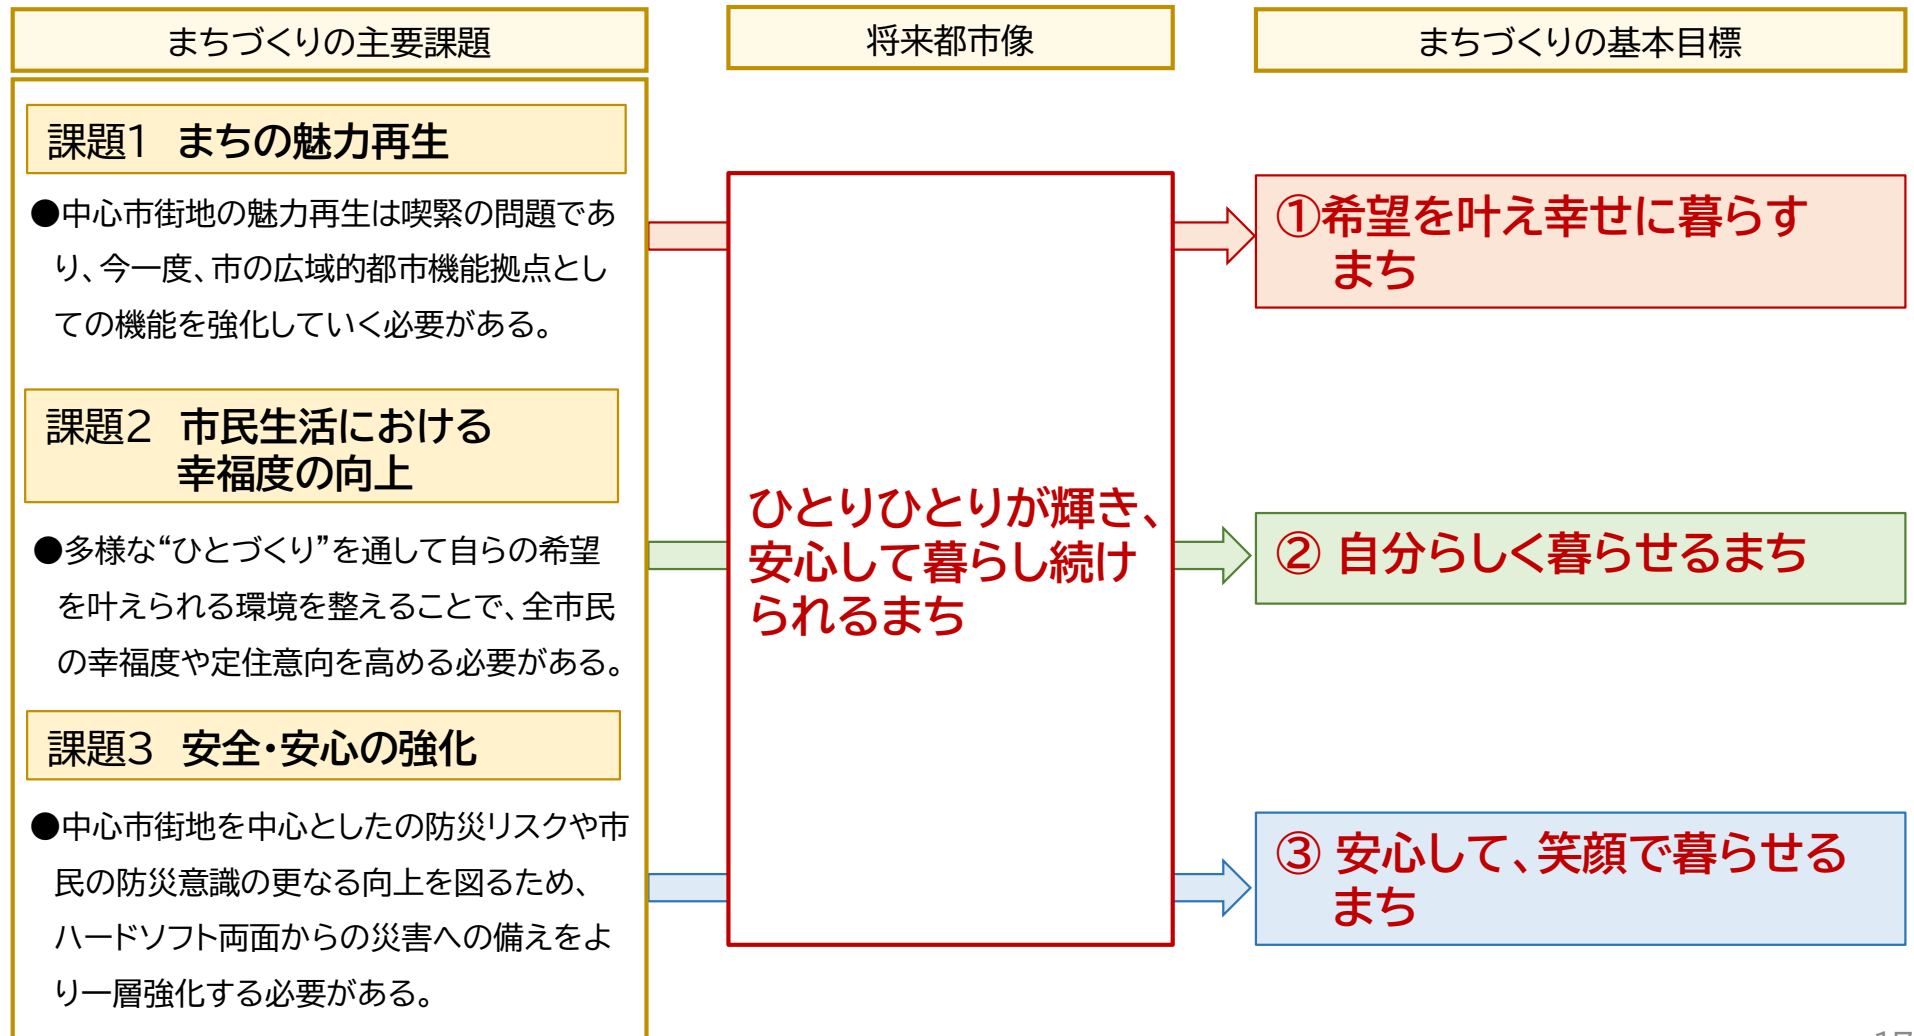 まちづくりの主要課題
将来都市像
まちづくりの基本目標
課題1 まちの魅力再生
●中心市街地の魅力再生は喫緊の問題であ
り、今一度、市の広域的都市機能拠点とし
ての機能を強化していく必要がある。
課題2 市民生活における
幸福度の向上
●多様な“ひとづくり”を通して自らの希望
を叶えられる環境を整えることで、全市民
の幸福度や定住意向を高める必要がある。
課題3 安全・安心の強化
●中心市街地を中心としたの防災リスクや市
民の防災意識の更なる向上を図るため、
ハードソフト両面からの災害への備えをよ
り一層強化する必要がある。
ひとりひとりが輝き、
安心して暮らし続け
られるまち
①希望を叶え幸せに暮らす
まち
② 自分らしく暮らせるまち
③ 安心して、笑顔で暮らせる
まち